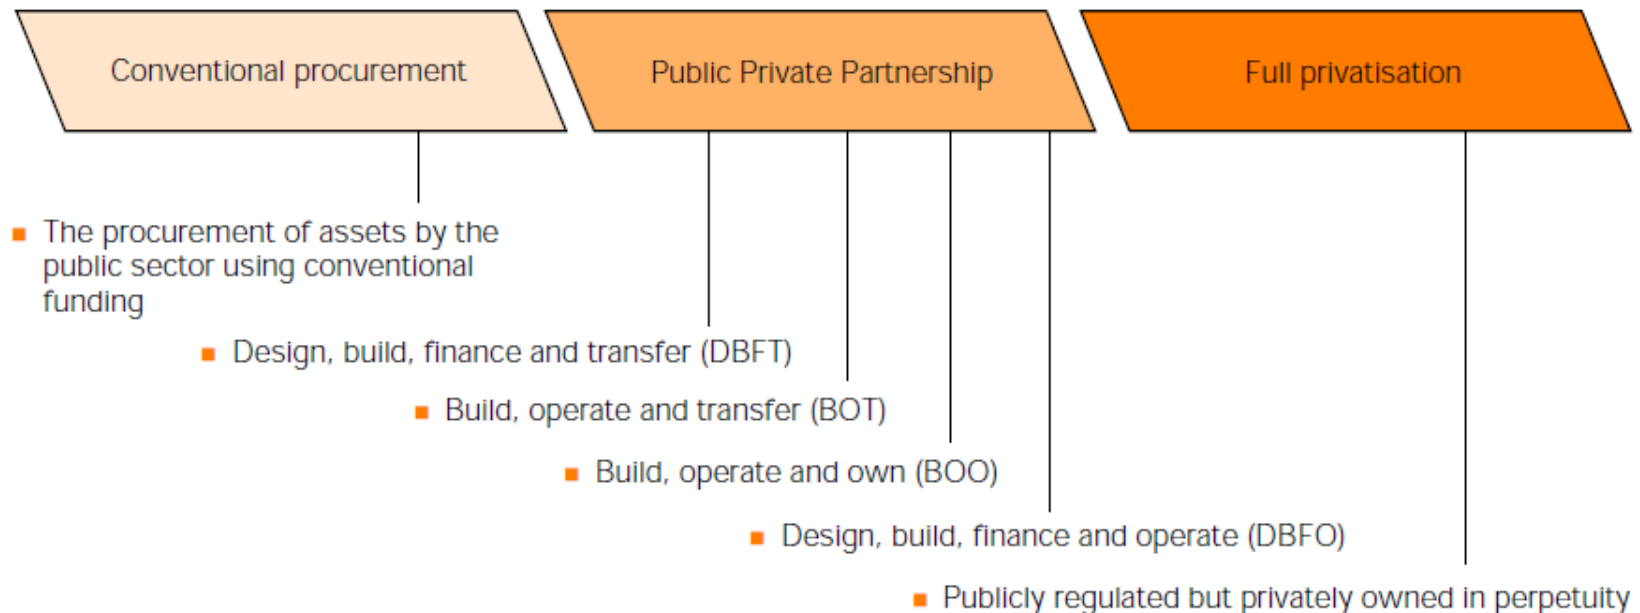 Conventional procurement
Public Private Partnership
Full privatisation
The procurement of assets by the
public sector using conventional
funding
Design, build, finance and transfer (DBFT)
Build, operate and transfer (BOT)
Build, operate and own (BOO)
Design, build, finance and operate (DBFO)
Publicly regulated but privately owned in perpetuity